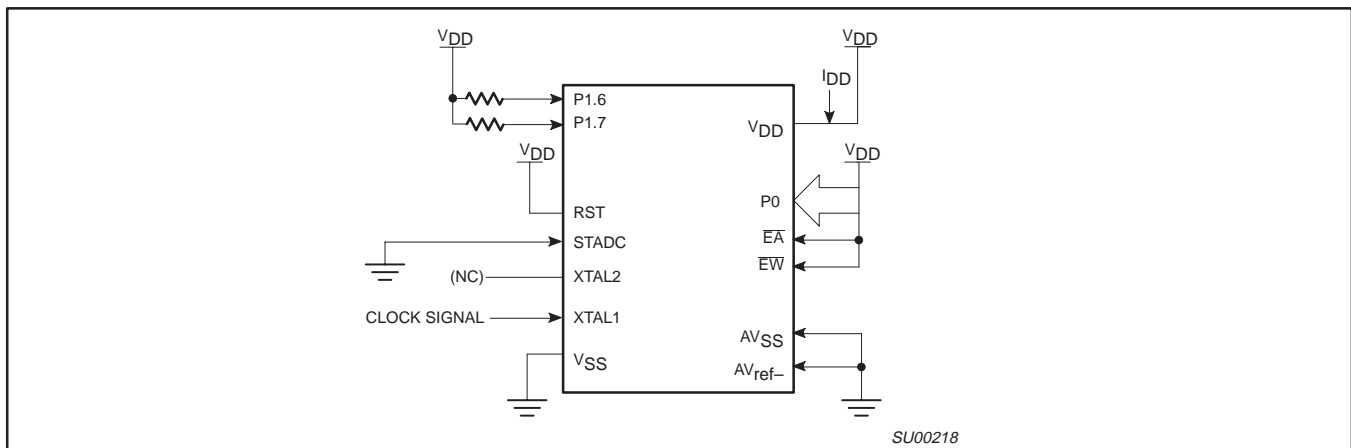 VDD
VDD
IDD
P1.6
P1.7
VDD
VDD
VDD
P0
RST
EA
STADC
EW
(NC)
XTAL2
CLOCK SIGNAL
XTAL1
AVSS
VSS
AVref–
SU00218